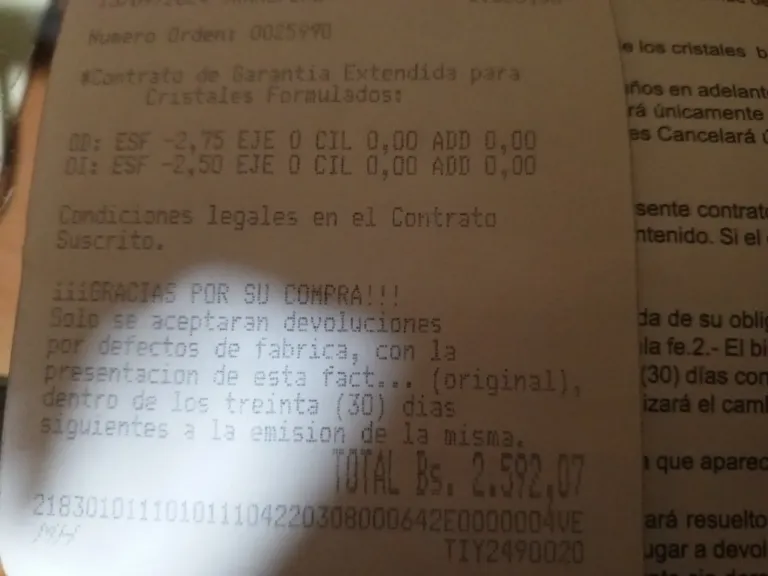 Numero Orden: 0025990
*Contrato de Garantia Extendida para
Cristales Formulados:
OD: ESF -2,75 EJE 0 CIL 0,00 ADD 0,00
OI: ESF -2,50 EJE 0 CIL 0,00 ADD 0,00
Condiciones legales en el Contrato
Suscrito.
¡¡¡GRACIAS POR SU COMPRA!!!
Solo se aceptaran devoluciones
por defectos de fabrica, con la
presentacion de esta fact... (original),
dentro de los treinta (30) dias
siguientes a la emision de la misma.
TOTAL Bs. 2.592,07
218301011101011104220308000642E0000004VE
TIY2490020
e los cristales b
ños en adelant
rá únicamente
es Cancelará
sente contrat
ntenido. Si el
da de su oblig
la fe.2.- El bi
(30) días con
izará el camb
que aparec
ará resuelto
ugar a devol